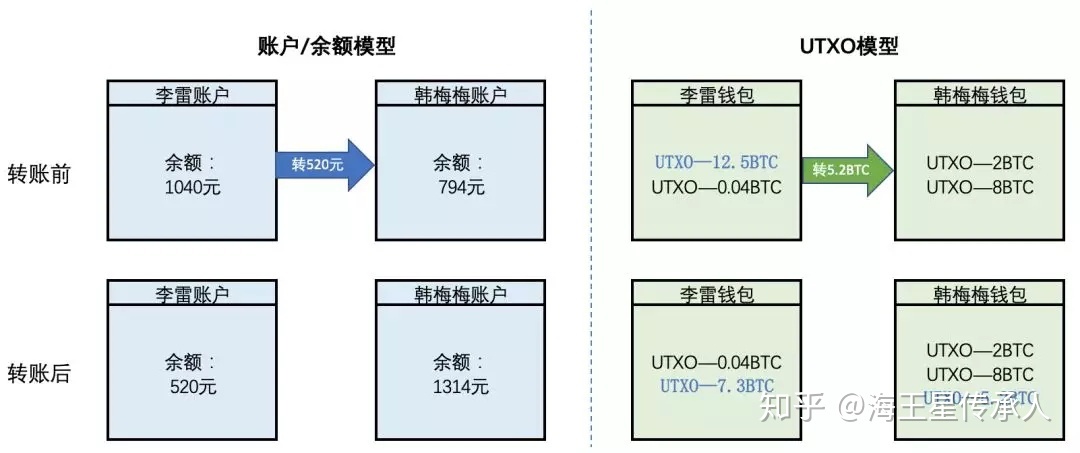 账户/余额模型
UTXO模型
转账前
李雷账户
余额：
1040元
转520元
韩梅梅账户
余额：
794元
李雷钱包
UTXO—12.5BTC
UTXO—0.04BTC
转5.2BTC
韩梅梅钱包
UTXO—2BTC
UTXO—8BTC
转账后
李雷账户
余额：
520元
韩梅梅账户
余额：
1314元
李雷钱包
UTXO—0.04BTC
UTXO—7.3BTC
韩梅梅钱包
UTXO—2BTC
UTXO—8BTC
知乎 @海王星传承人